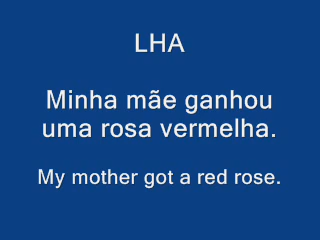 LHA
Minha mãe ganhou
uma rosa vermelha.
My mother got a red rose.